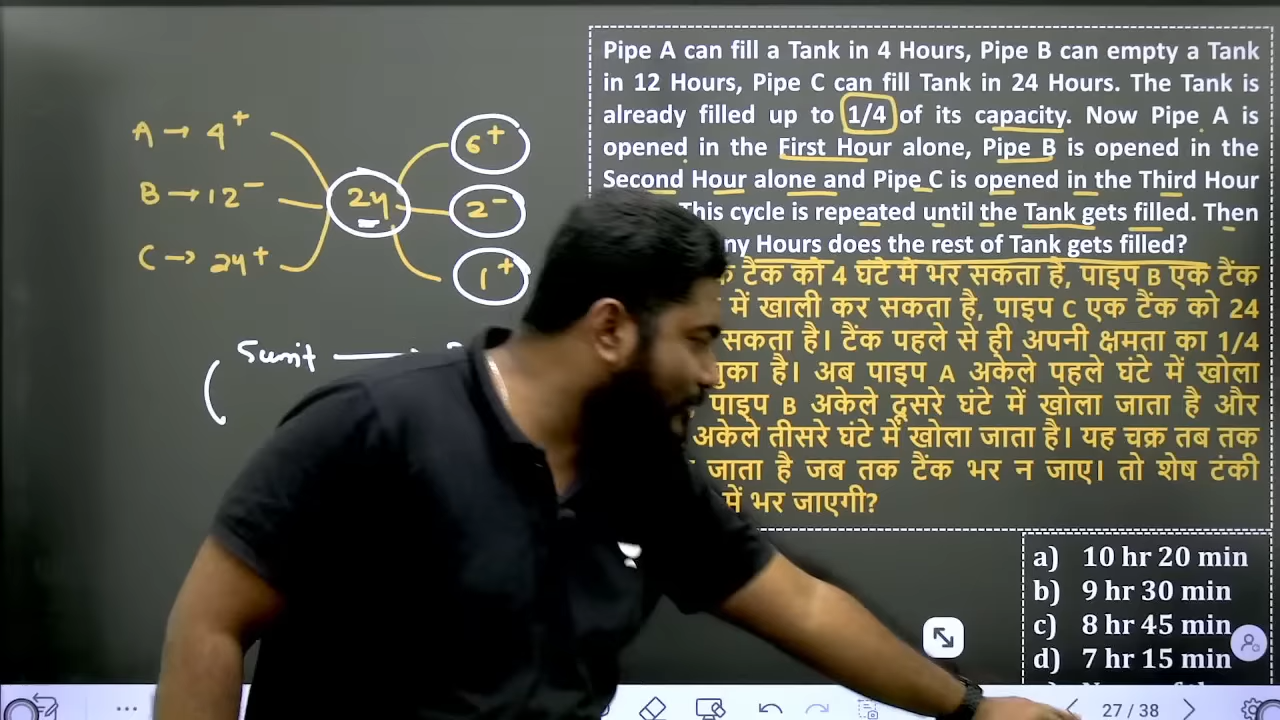 Pipe A can fill a Tank in 4 Hours, Pipe B can empty a Tank
in 12 Hours, Pipe C can fill Tank in 24 Hours. The Tank is
already filled up to 1/4 of its capacity. Now Pipe A is
opened in the First Hour alone, Pipe B is opened in the
Second Hour alone and Pipe C is opened in the Third Hour
This cycle is repeated until the Tank gets filled. Then
ny Hours does the rest of Tank gets filled?
टैंक को 4 घंटे में भर सकता है, पाइप B एक टैंक
में खाली कर सकता है, पाइप C एक टैंक को 24
सकता है। टैंक पहले से ही अपनी क्षमता का 1/4
चुका है। अब पाइप A अकेले पहले घंटे में खोला
पाइप B अकेले दूसरे घंटे में खोला जाता है और
अकेले तीसरे घंटे में खोला जाता है। यह चक्र तब तक
जाता है जब तक टैंक भर न जाए। तो शेष टंकी
में भर जाएगी?
A → 4+
B → 12-
C → 24+
24
6+
2-
1+
5unit
a) 10 hr 20 min
b) 9 hr 30 min
c) 8 hr 45 min
d) 7 hr 15 min
27 / 38